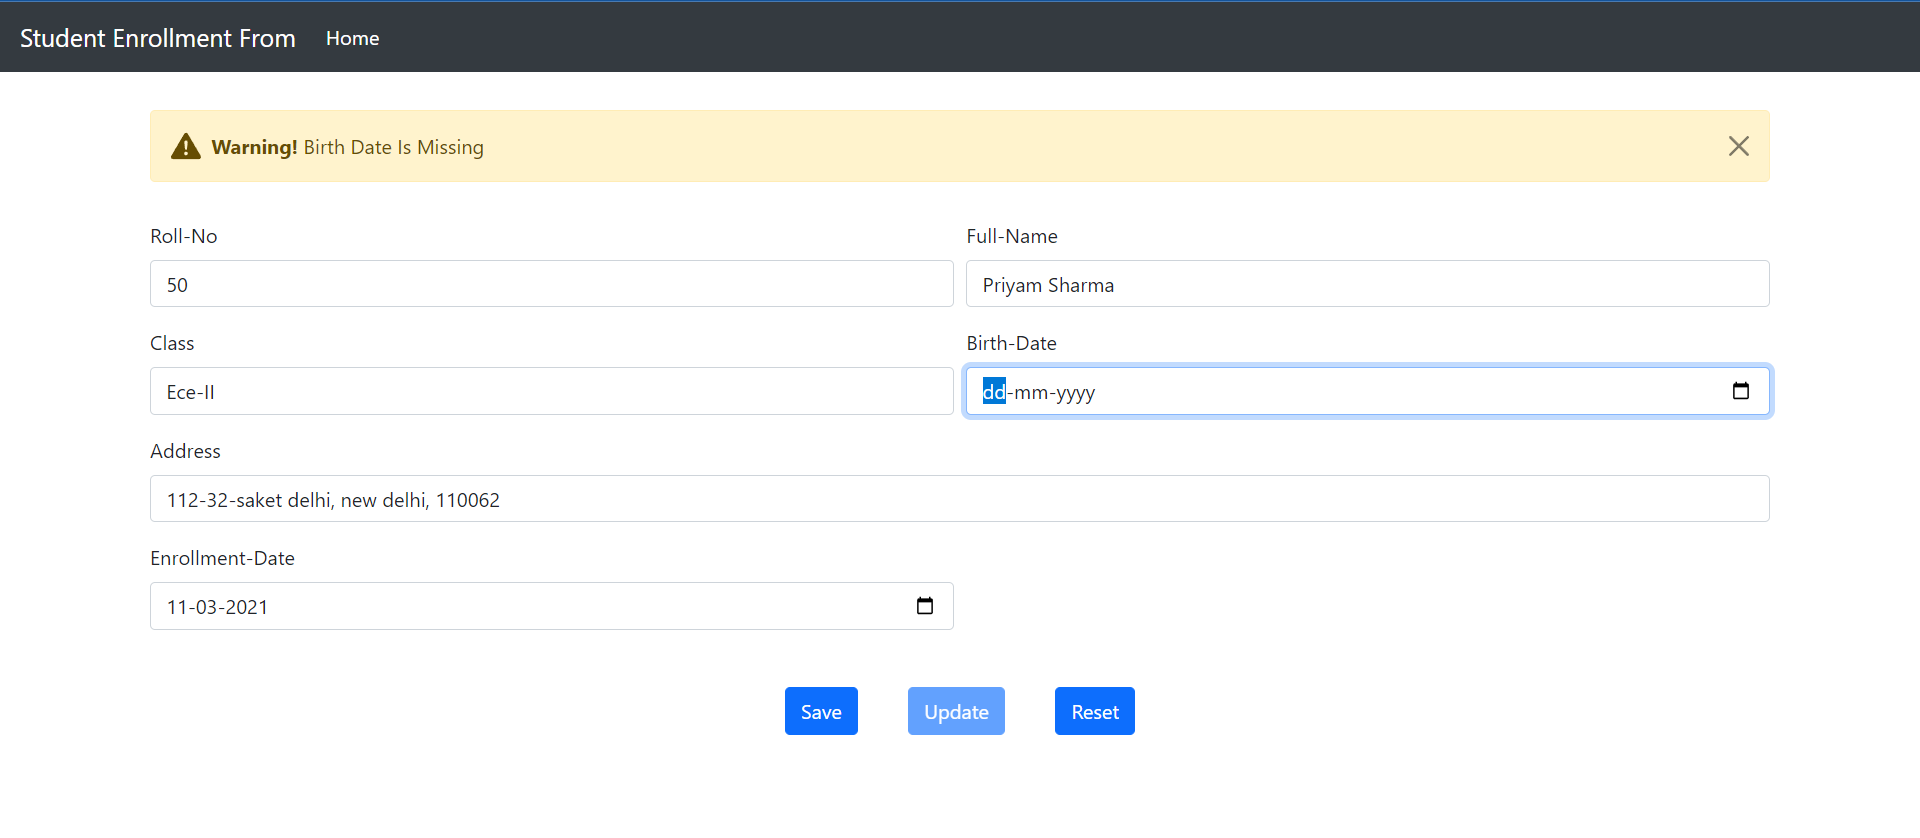 Student Enrollment From Home
Warning! Birth Date Is Missing
Roll-No Full-Name
50 Priyam Sharma
Class Birth-Date
Ece-II dd-mm-yyyy
Address
112-32-saket delhi, new delhi, 110062
Enrollment-Date
11-03-2021
Save Update Reset